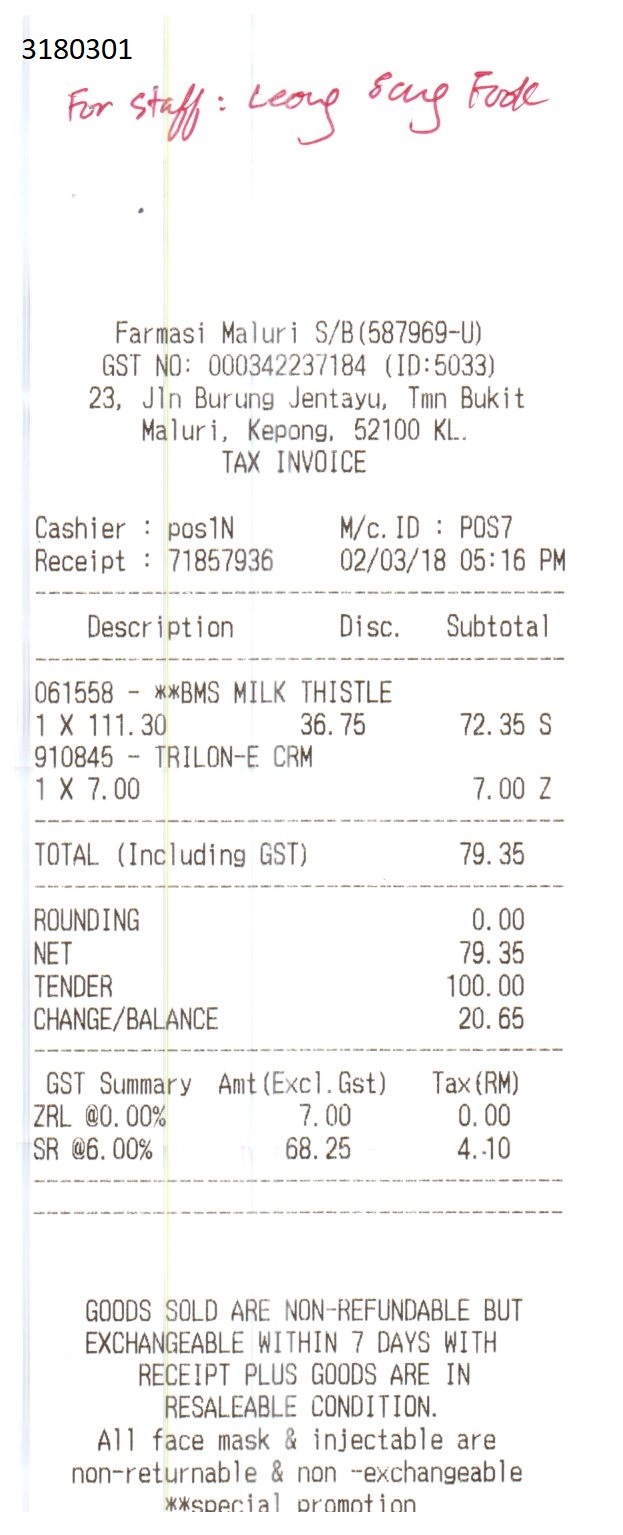 3180301
For Staff: Leong Seng
Farmasi Maluri S/B(587969-U)
GST NO: 000342237184 (ID:5033)
23, Jln Burung Jentayu, Tmn Bukit
Maluri, Kepong, 52100 KL.
TAX INVOICE
Cashier : pos1N M/c. ID : POS7
Receipt : 71857936 02/03/18 05:16 PM
Description Disc. Subtotal
061558 - **BMS MILK THISTLE
1 X 111.30 36.75 72.35 S
910845 - TRILON-E CRM
1 X 7.00 7.00 Z
TOTAL (Including GST) 79.35
ROUNDING 0.00
NET 79.35
TENDER 100.00
CHANGE/BALANCE 20.65
GST Summary Amt(Excl.Gst) Tax(RM)
ZRL @0.00% 7.00 0.00
SR @6.00% 68.25 4.10
GOODS SOLD ARE NON-REFUNDABLE BUT
EXCHANGEABLE WITHIN 7 DAYS WITH
RECEIPT PLUS GOODS ARE IN
RESALEABLE CONDITION.
All face mask & injectable are
non-returnable & non -exchangeable
**special promotion